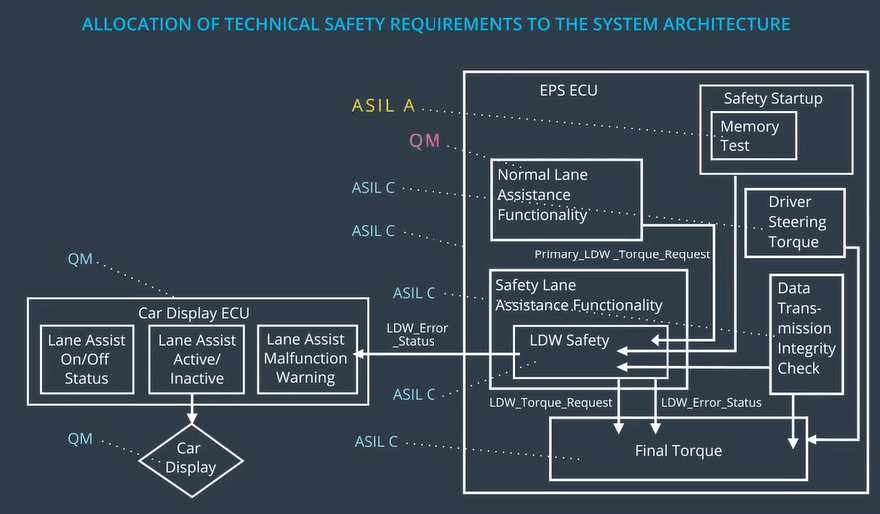 ALLOCATION OF TECHNICAL SAFETY REQUIREMENTS TO THE SYSTEM ARCHITECTURE
EPS ECU
Safety Startup
Memory
Test
ASIL A
QM
Normal Lane
Assistance
Functionality
ASIL C
Driver
Steering
Torque
ASIL C
Primary_LDW _Torque_Request
QM
Car Display ECU
Lane Assist
On/Off
Status
Lane Assist
Active/
Inactive
Lane Assist
Malfunction
Warning
LDW_Error
_Status
ASIL C
Safety Lane
Assistance Functionality
LDW Safety
Data
Trans-
mission
Integrity
Check
ASIL C
LDW_Torque_Request
LDW_Error_Status
QM
Car
Display
ASIL C
Final Torque